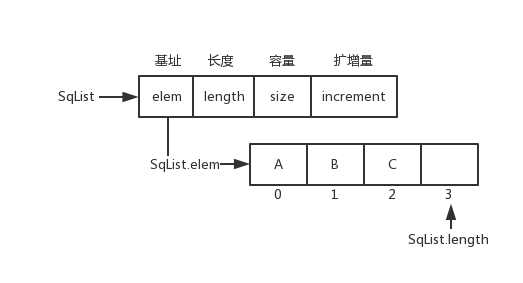 基址 长度 容量 扩增量
SqList elem length size increment
SqList.elem A B C
0 1 2 3
SqList.length